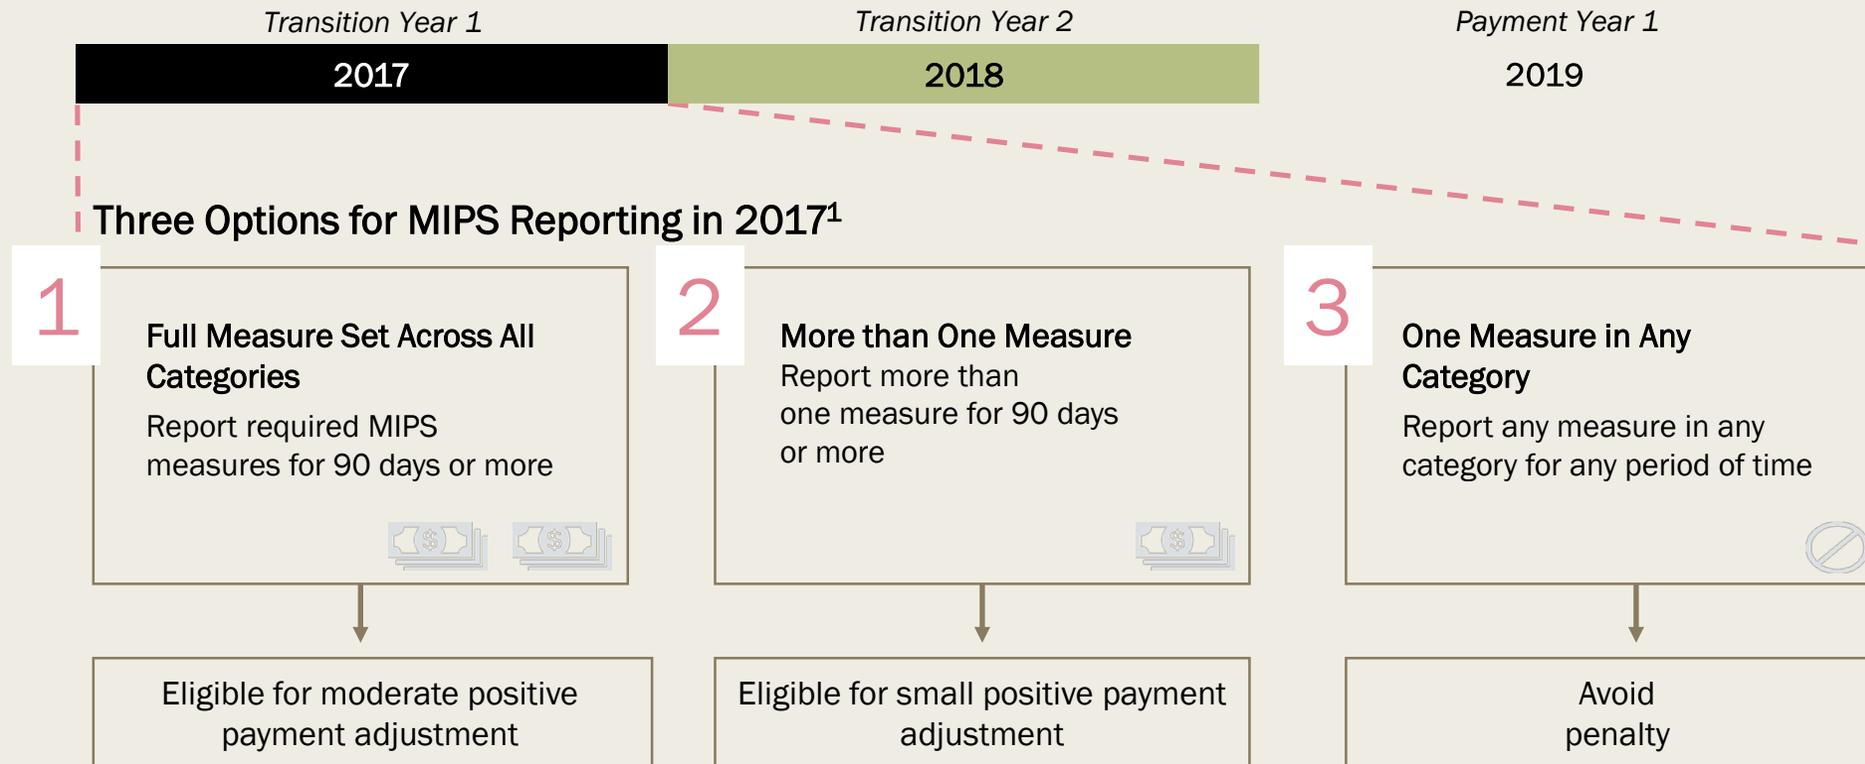 Transition Year 1
Transition Year 2
Payment Year 1
2017
2018
2019
Three Options for MIPS Reporting in 2017¹
1
Full Measure Set Across All
Categories
Report required MIPS
measures for 90 days or more
$ $
Eligible for moderate positive
payment adjustment
2
More than One Measure
Report more than
one measure for 90 days
or more
$
Eligible for small positive payment
adjustment
3
One Measure in Any
Category
Report any measure in any
category for any period of time
Avoid
penalty